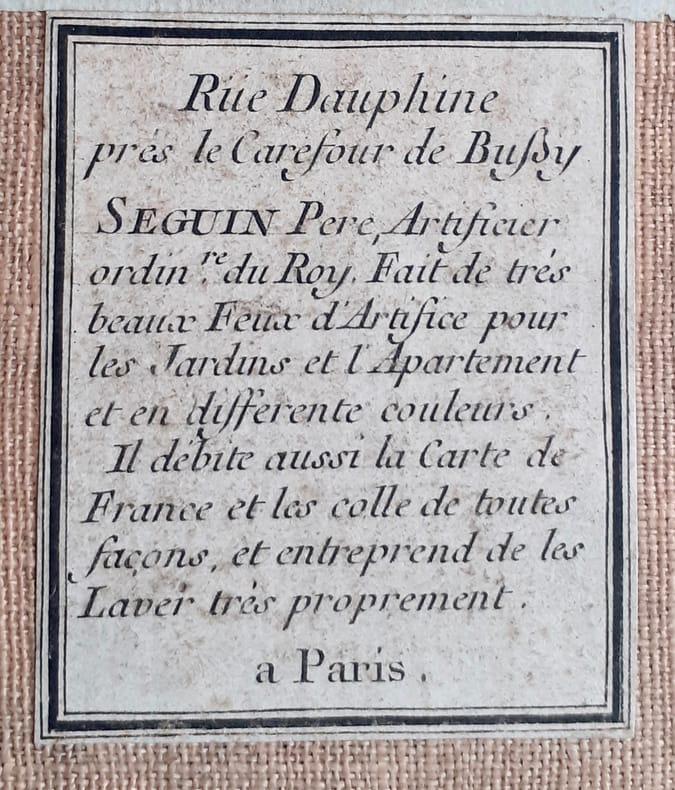 Rüe Dauphine
prés le Carefour de Bußy
SEGUIN Pere, Artificier
ordin.re du Roy. Fait de trés
beaux Feux d'Artifice pour
les Jardins et l'Apartement
et en differente couleurs.
Il débite aussi la Carte de
France et les colle de toutes
façons, et entreprend de les
Laver trés proprement.
a Paris.